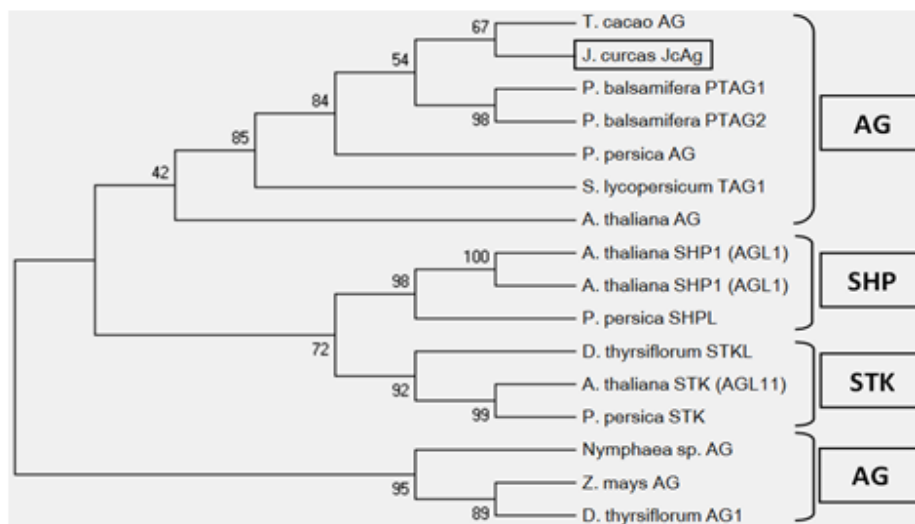 T. cacao AG
67
J. curcas JcAg
54
P. balsamifera PTAG1
84
P. balsamifera PTAG2
98
AG
85
P. persica AG
42
S. lycopersicum TAG1
A. thaliana AG
A. thaliana SHP1 (AGL1)
100
98
A. thaliana SHP1 (AGL1)
SHP
P. persica SHPL
72
D. thyrsiflorum STKL
92
A. thaliana STK (AGL11)
STK
99
P. persica STK
Nymphaea sp. AG
95
Z. mays AG
AG
89
D. thyrsiflorum AG1